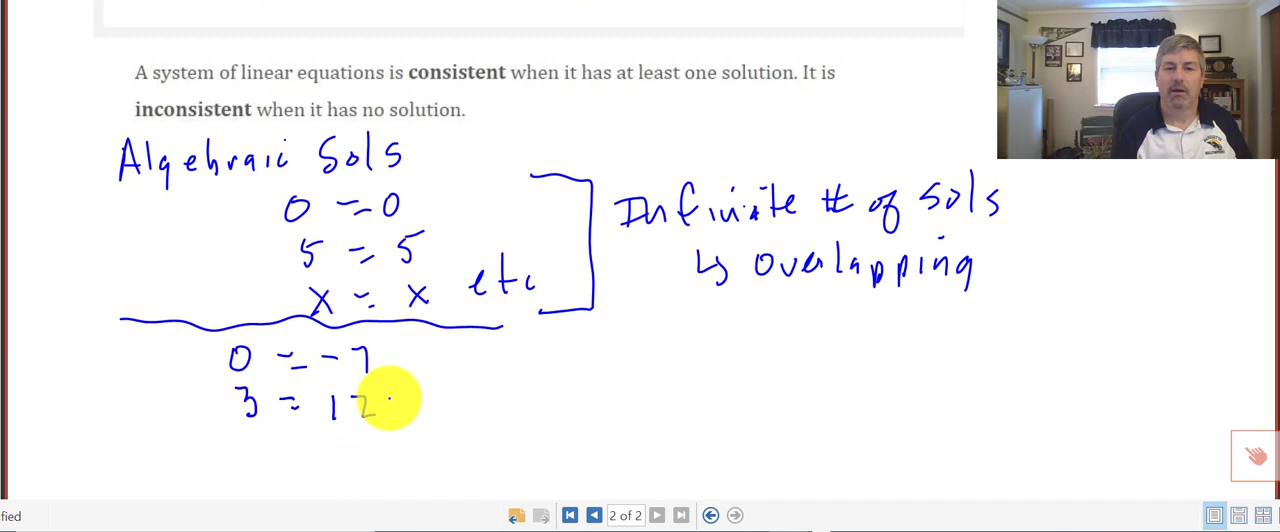 A system of linear equations is consistent when it has at least one solution. It is
inconsistent when it has no solution.
Algebraic Sols
0 = 0
5 = 5
x = x etc
Infinite # of sols
↳ overlapping
0 = -7
3 = 12
fied
2 of 2